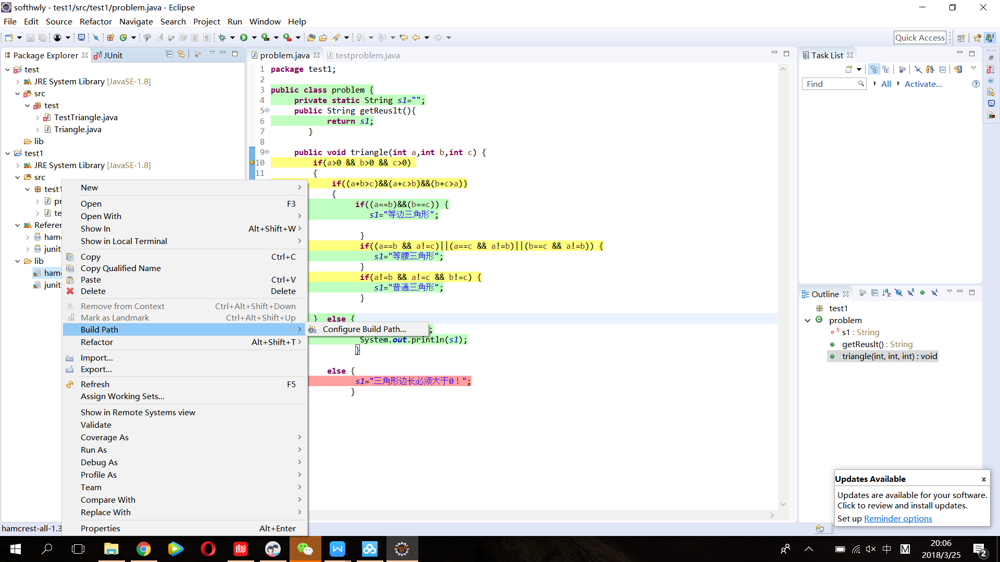 softhwly - test1/src/test1/problem.java - Eclipse
File Edit Source Refactor Navigate Search Project Run Window Help
Quick Access
Package Explorer
JUnit
test
JRE System Library [JavaSE-1.8]
src
test
TestTriangle.java
Triangle.java
lib
test1
JRE System Library [JavaSE-1.8]
src
test1
pr
te
Referen
hamc
junit
lib
hamc
junit
New
Open F3
Open With
Show In Alt+Shift+W
Show in Local Terminal
Copy Ctrl+C
Copy Qualified Name
Paste Ctrl+V
Delete Delete
Remove from Context Ctrl+Alt+Shift+Down
Mark as Landmark Ctrl+Alt+Shift+Up
Build Path
Refactor Alt+Shift+T
Import...
Export...
Refresh F5
Assign Working Sets...
Show in Remote Systems view
Validate
Coverage As
Run As
Debug As
Profile As
Team
Compare With
Replace With
Properties Alt+Enter
Configure Build Path...
hamcrest-all-1.3
problem.java
testproblem.java
1 package test1;
2
3 public class problem {
4 private static String s1="";
5 public String getReuslt(){
6 return s1;
7 }
8
9 public void triangle(int a,int b,int c) {
10 if(a>0 && b>0 && c>0)
11 {
if((a+b>c)&&(a+c>b)&&(b+c>a))
{
if((a==b)&&(b==c)) {
s1="等边三角形";
}
if((a==b && a!=c)||(a==c && a!=b)||(b==c && a!=b)) {
s1="等腰三角形";
}
if(a!=b && a!=c && b!=c) {
s1="普通三角形";
}
} else {
;
System.out.println(s1);
}
else {
s1="三角形边长必须大于0！";
}
Task List
Find
All
Activate...
Outline
test1
problem
s1 : String
getReuslt() : String
triangle(int, int, int) : void
Updates Available
x
Updates are available for your software.
Click to review and install updates.
Set up Reminder options
邮
中
M
20:06
2018/3/25
2